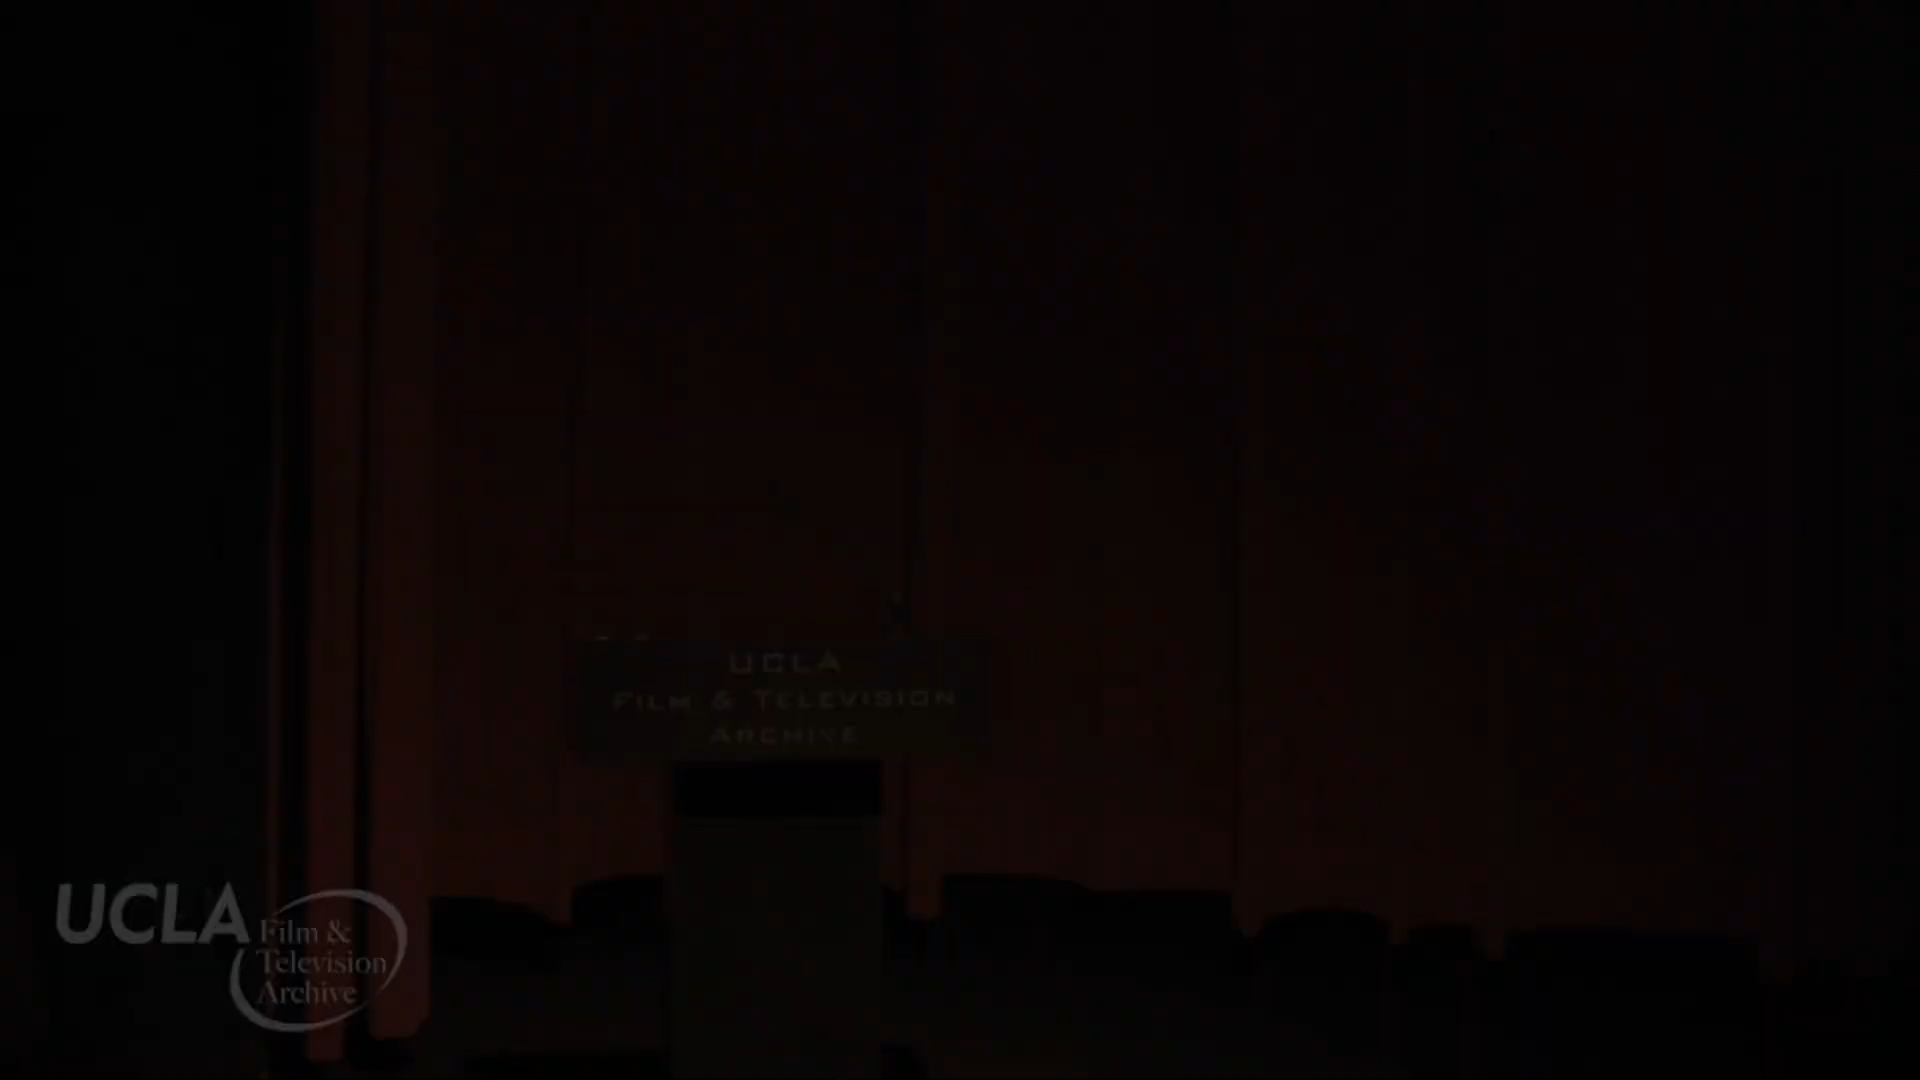 UCLA
FILM & TELEVISION
ARCHIVE
UCLA
Film &
Television
Archive